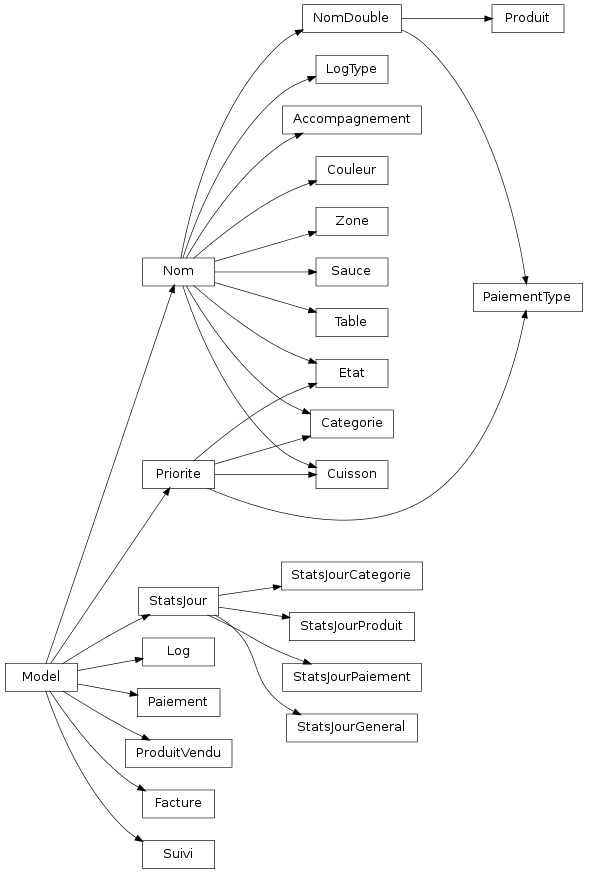 NomDouble
Produit
LogType
Accompagnement
Couleur
Zone
Nom
Sauce
PaiementType
Table
Etat
Categorie
Priorite
Cuisson
StatsJourCategorie
StatsJour
StatsJourProduit
Log
Model
StatsJourPaiement
Paiement
StatsJourGeneral
ProduitVendu
Facture
Suivi